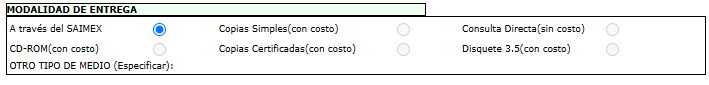 MODALIDAD DE ENTREGA
A través del SAIMEX Copias Simples(con costo) Consulta Directa(sin costo)
CD-ROM(con costo) Copias Certificadas(con costo) Disquete 3.5(con costo)
OTRO TIPO DE MEDIO (Especificar):